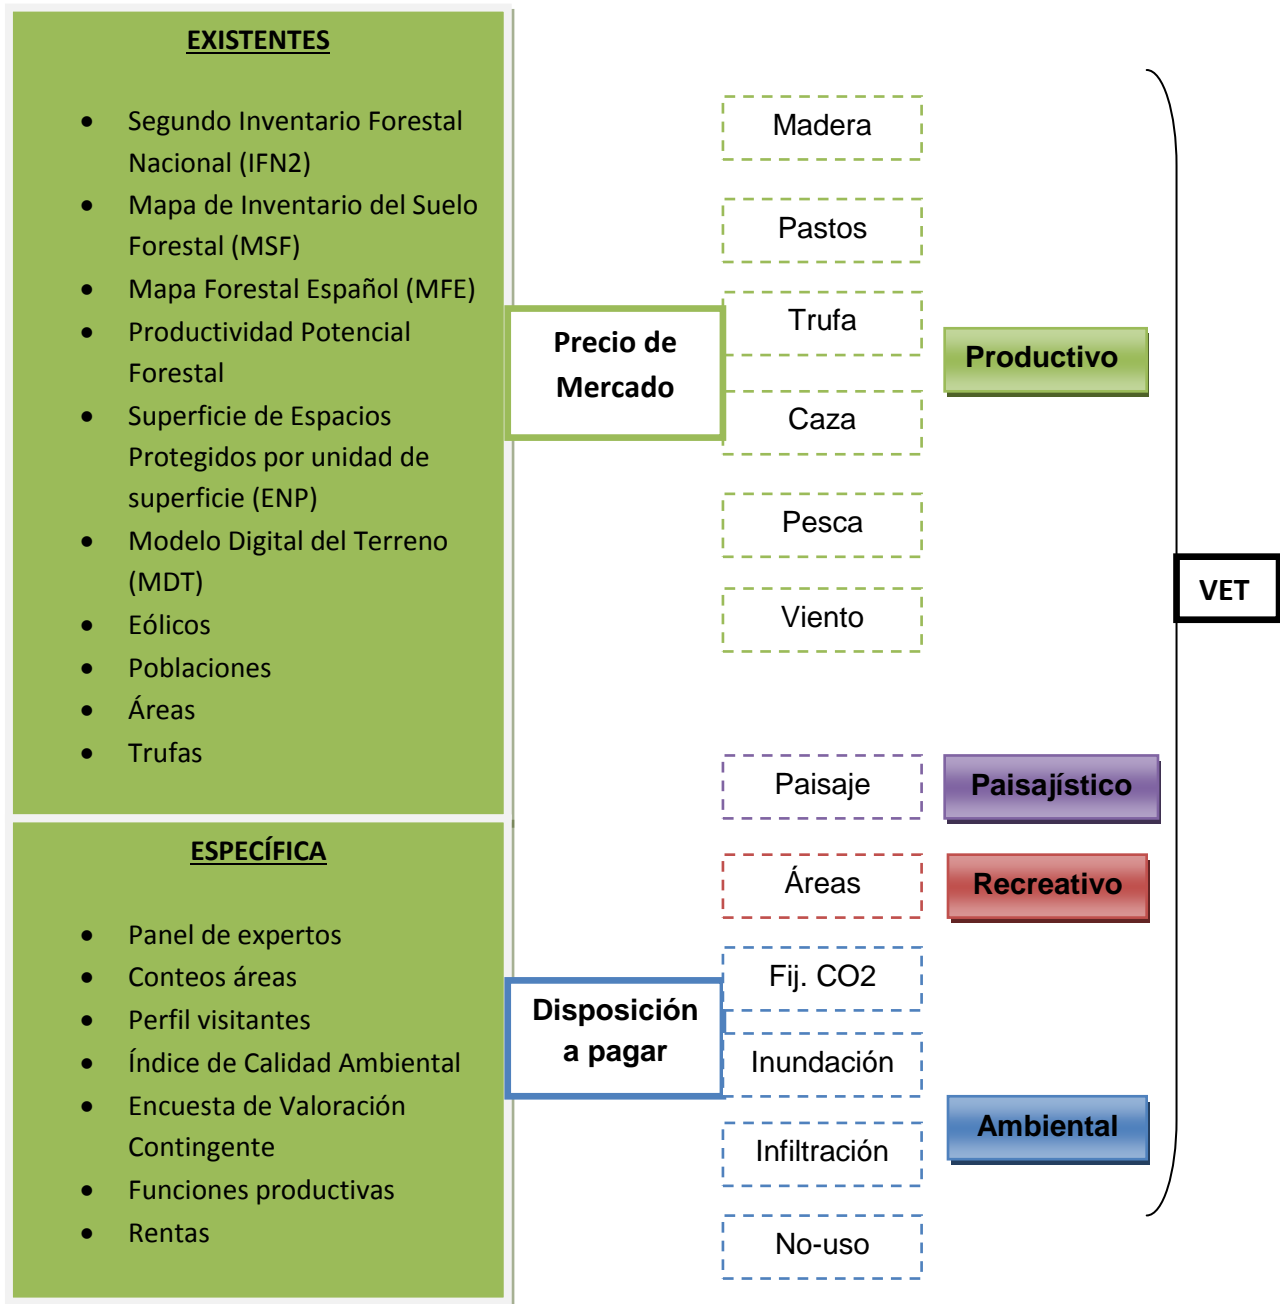 EXISTENTES
• Segundo Inventario Forestal
Nacional (IFN2)
• Mapa de Inventario del Suelo
Forestal (MSF)
• Mapa Forestal Español (MFE)
• Productividad Potencial
Forestal
• Superficie de Espacios
Protegidos por unidad de
superficie (ENP)
• Modelo Digital del Terreno
(MDT)
• Eólicos
• Poblaciones
• Áreas
• Trufas
ESPECÍFICA
• Panel de expertos
• Conteos áreas
• Perfil visitantes
• Índice de Calidad Ambiental
• Encuesta de Valoración
Contingente
• Funciones productivas
• Rentas
Precio de
Mercado
Disposición
a pagar
Madera
Pastos
Trufa
Caza
Pesca
Viento
Paisaje
Áreas
Fij. CO2
Inundación
Infiltración
No-uso
Productivo
Paisajístico
Recreativo
Ambiental
VET